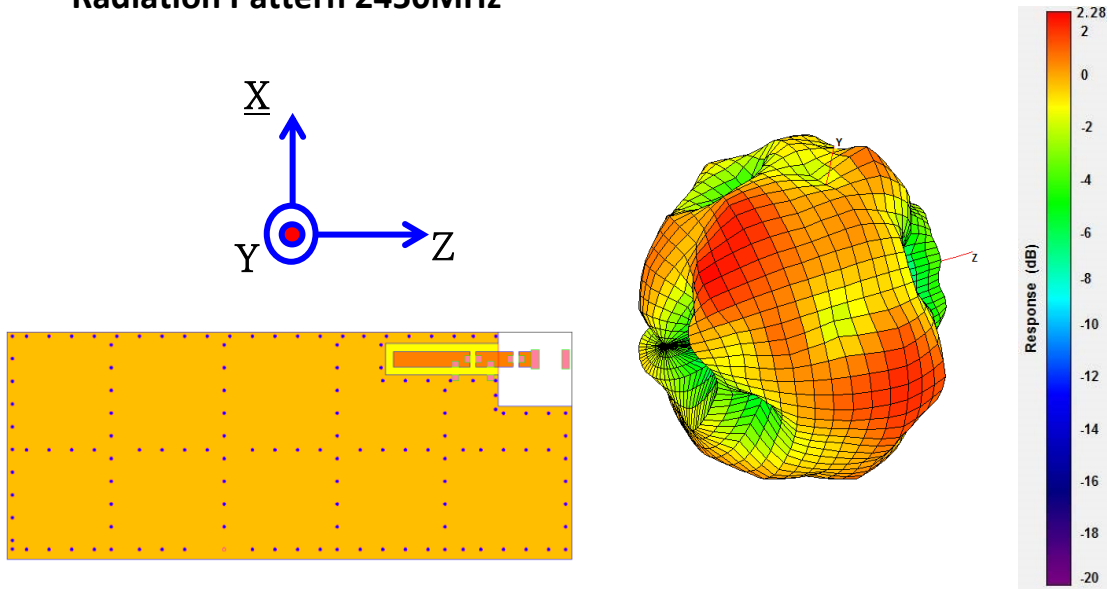 Radiation Pattern 2450MHz
X
Y
Z
Y
Z
Response (dB)
2.28
2
0
-2
-4
-6
-8
-10
-12
-14
-16
-18
-20